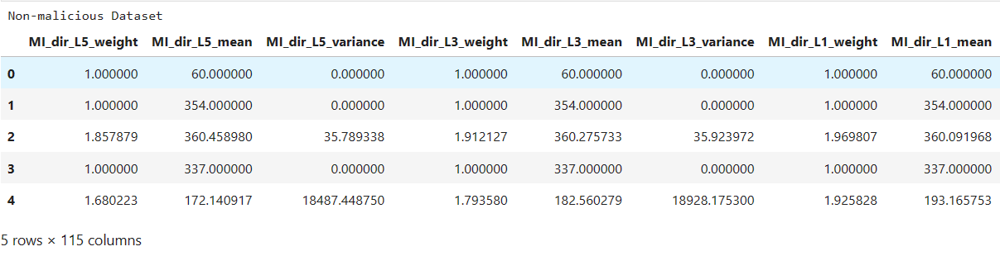 Non-malicious Dataset
MI_dir_L5_weight MI_dir_L5_mean MI_dir_L5_variance MI_dir_L3_weight MI_dir_L3_mean MI_dir_L3_variance MI_dir_L1_weight MI_dir_L1_mean
0 1.000000 60.000000 0.000000 1.000000 60.000000 0.000000 1.000000 60.000000
1 1.000000 354.000000 0.000000 1.000000 354.000000 0.000000 1.000000 354.000000
2 1.857879 360.458980 35.789338 1.912127 360.275733 35.923972 1.969807 360.091968
3 1.000000 337.000000 0.000000 1.000000 337.000000 0.000000 1.000000 337.000000
4 1.680223 172.140917 18487.448750 1.793580 182.560279 18928.175300 1.925828 193.165753
5 rows × 115 columns